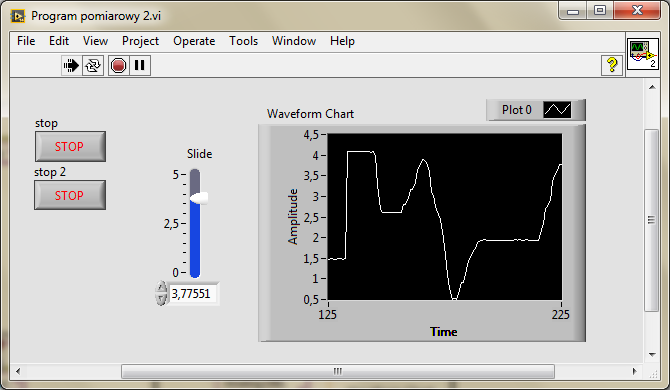 Program pomiarowy 2.vi
File Edit View Project Operate Tools Window Help
?
2
stop
STOP
stop 2
STOP
Slide
5
2,5
0
3,77551
Waveform Chart
Plot 0
Amplitude
4,5
4
3,5
3
2,5
2
1,5
1
0,5
125
225
Time